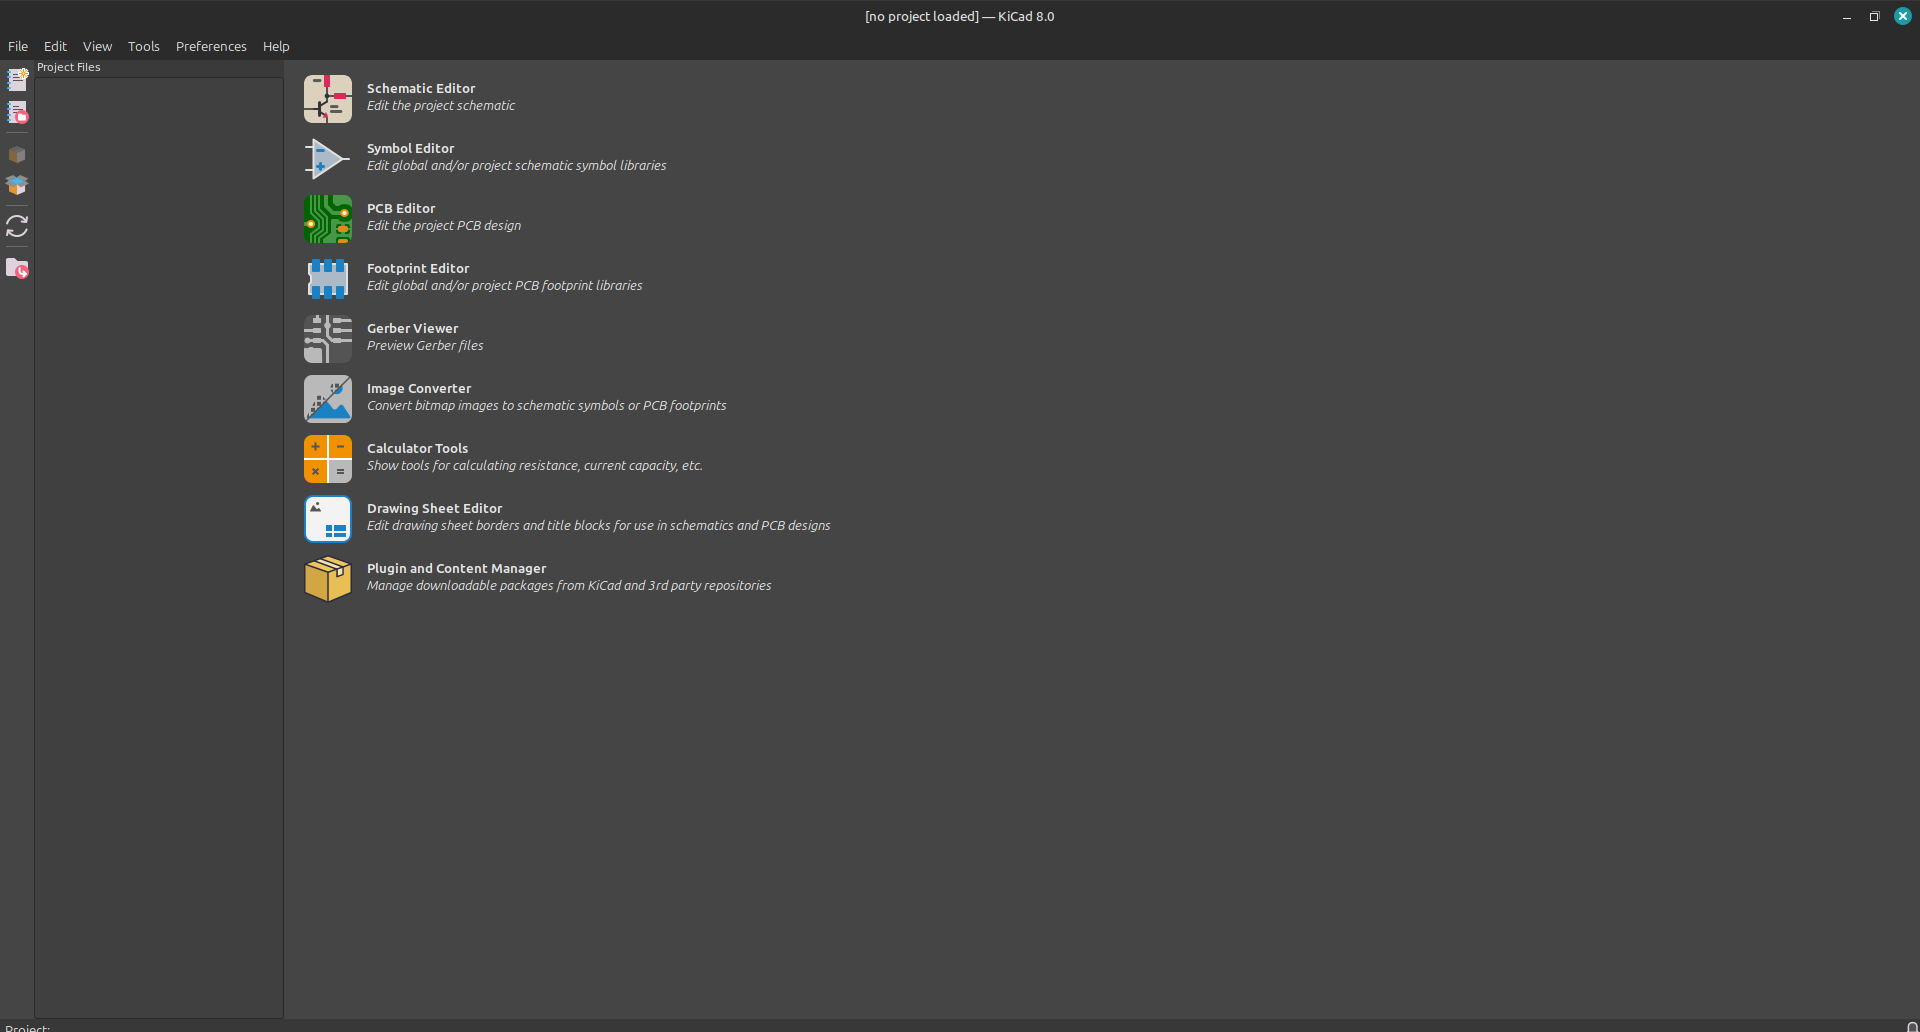 [no project loaded] — KiCad 8.0
File Edit View Tools Preferences Help
Project Files
Schematic Editor
Edit the project schematic
Symbol Editor
Edit global and/or project schematic symbol libraries
PCB Editor
Edit the project PCB design
Footprint Editor
Edit global and/or project PCB footprint libraries
Gerber Viewer
Preview Gerber files
Image Converter
Convert bitmap images to schematic symbols or PCB footprints
Calculator Tools
Show tools for calculating resistance, current capacity, etc.
Drawing Sheet Editor
Edit drawing sheet borders and title blocks for use in schematics and PCB designs
Plugin and Content Manager
Manage downloadable packages from KiCad and 3rd party repositories
Project: